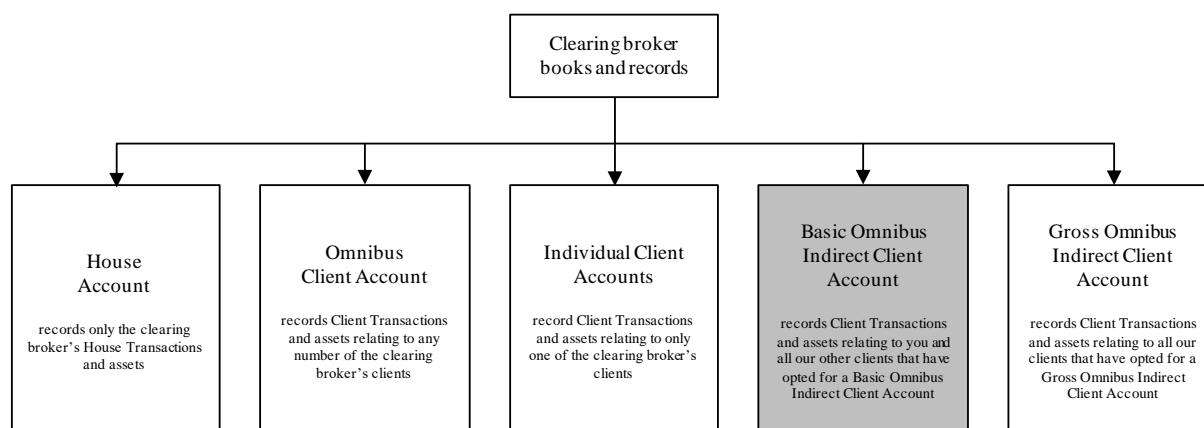 Clearing broker
books and records
House
Account
records only the clearing
broker's House Transactions
and assets
Omnibus
Client Account
records Client Transactions
and assets relating to any
number of the clearing
broker's clients
Individual Client
Accounts
record Client Transactions
and assets relating to only
one of the clearing broker's
clients
Basic Omnibus
Indirect Client
Account
records Client Transactions
and assets relating to you and
all our other clients that have
opted for a Basic Omnibus
Indirect Client Account
Gross Omnibus
Indirect Client
Account
records Client Transactions
and assets relating to all our
clients that have opted for a
Gross Omnibus Indirect
Client Account